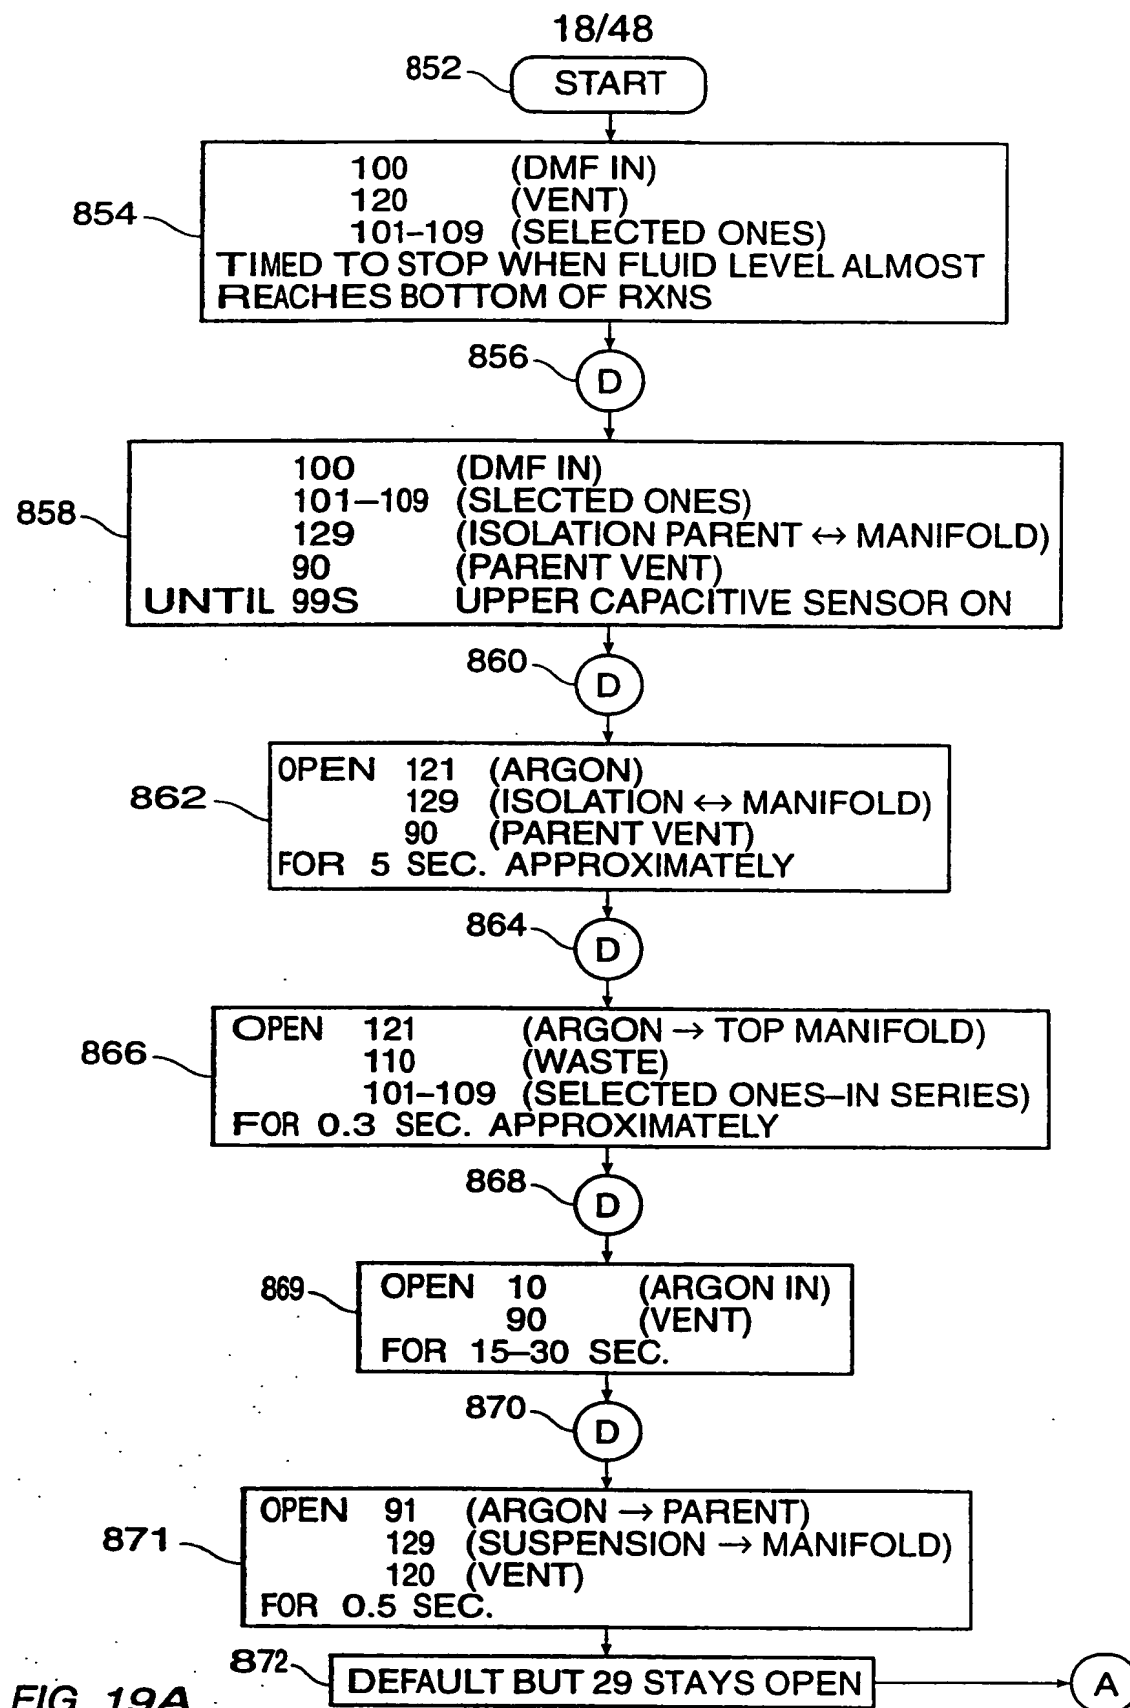 18/48
852 START
100 (DMF IN)
120 (VENT)
854 101–109 (SELECTED ONES)
TIMED TO STOP WHEN FLUID LEVEL ALMOST
REACHES BOTTOM OF RXNS
856 D
100 (DMF IN)
858 101–109 (SLECTED ONES)
129 (ISOLATION PARENT ↔ MANIFOLD)
90 (PARENT VENT)
UNTIL 99S UPPER CAPACITIVE SENSOR ON
860 D
OPEN 121 (ARGON)
862 129 (ISOLATION ↔ MANIFOLD)
90 (PARENT VENT)
FOR 5 SEC. APPROXIMATELY
864 D
OPEN 121 (ARGON → TOP MANIFOLD)
866 110 (WASTE)
101–109 (SELECTED ONES–IN SERIES)
FOR 0.3 SEC. APPROXIMATELY
868 D
869 OPEN 10 (ARGON IN)
90 (VENT)
FOR 15–30 SEC.
870 D
OPEN 91 (ARGON → PARENT)
871 129 (SUSPENSION → MANIFOLD)
120 (VENT)
FOR 0.5 SEC.
872 DEFAULT BUT 29 STAYS OPEN A
FIG. 19A